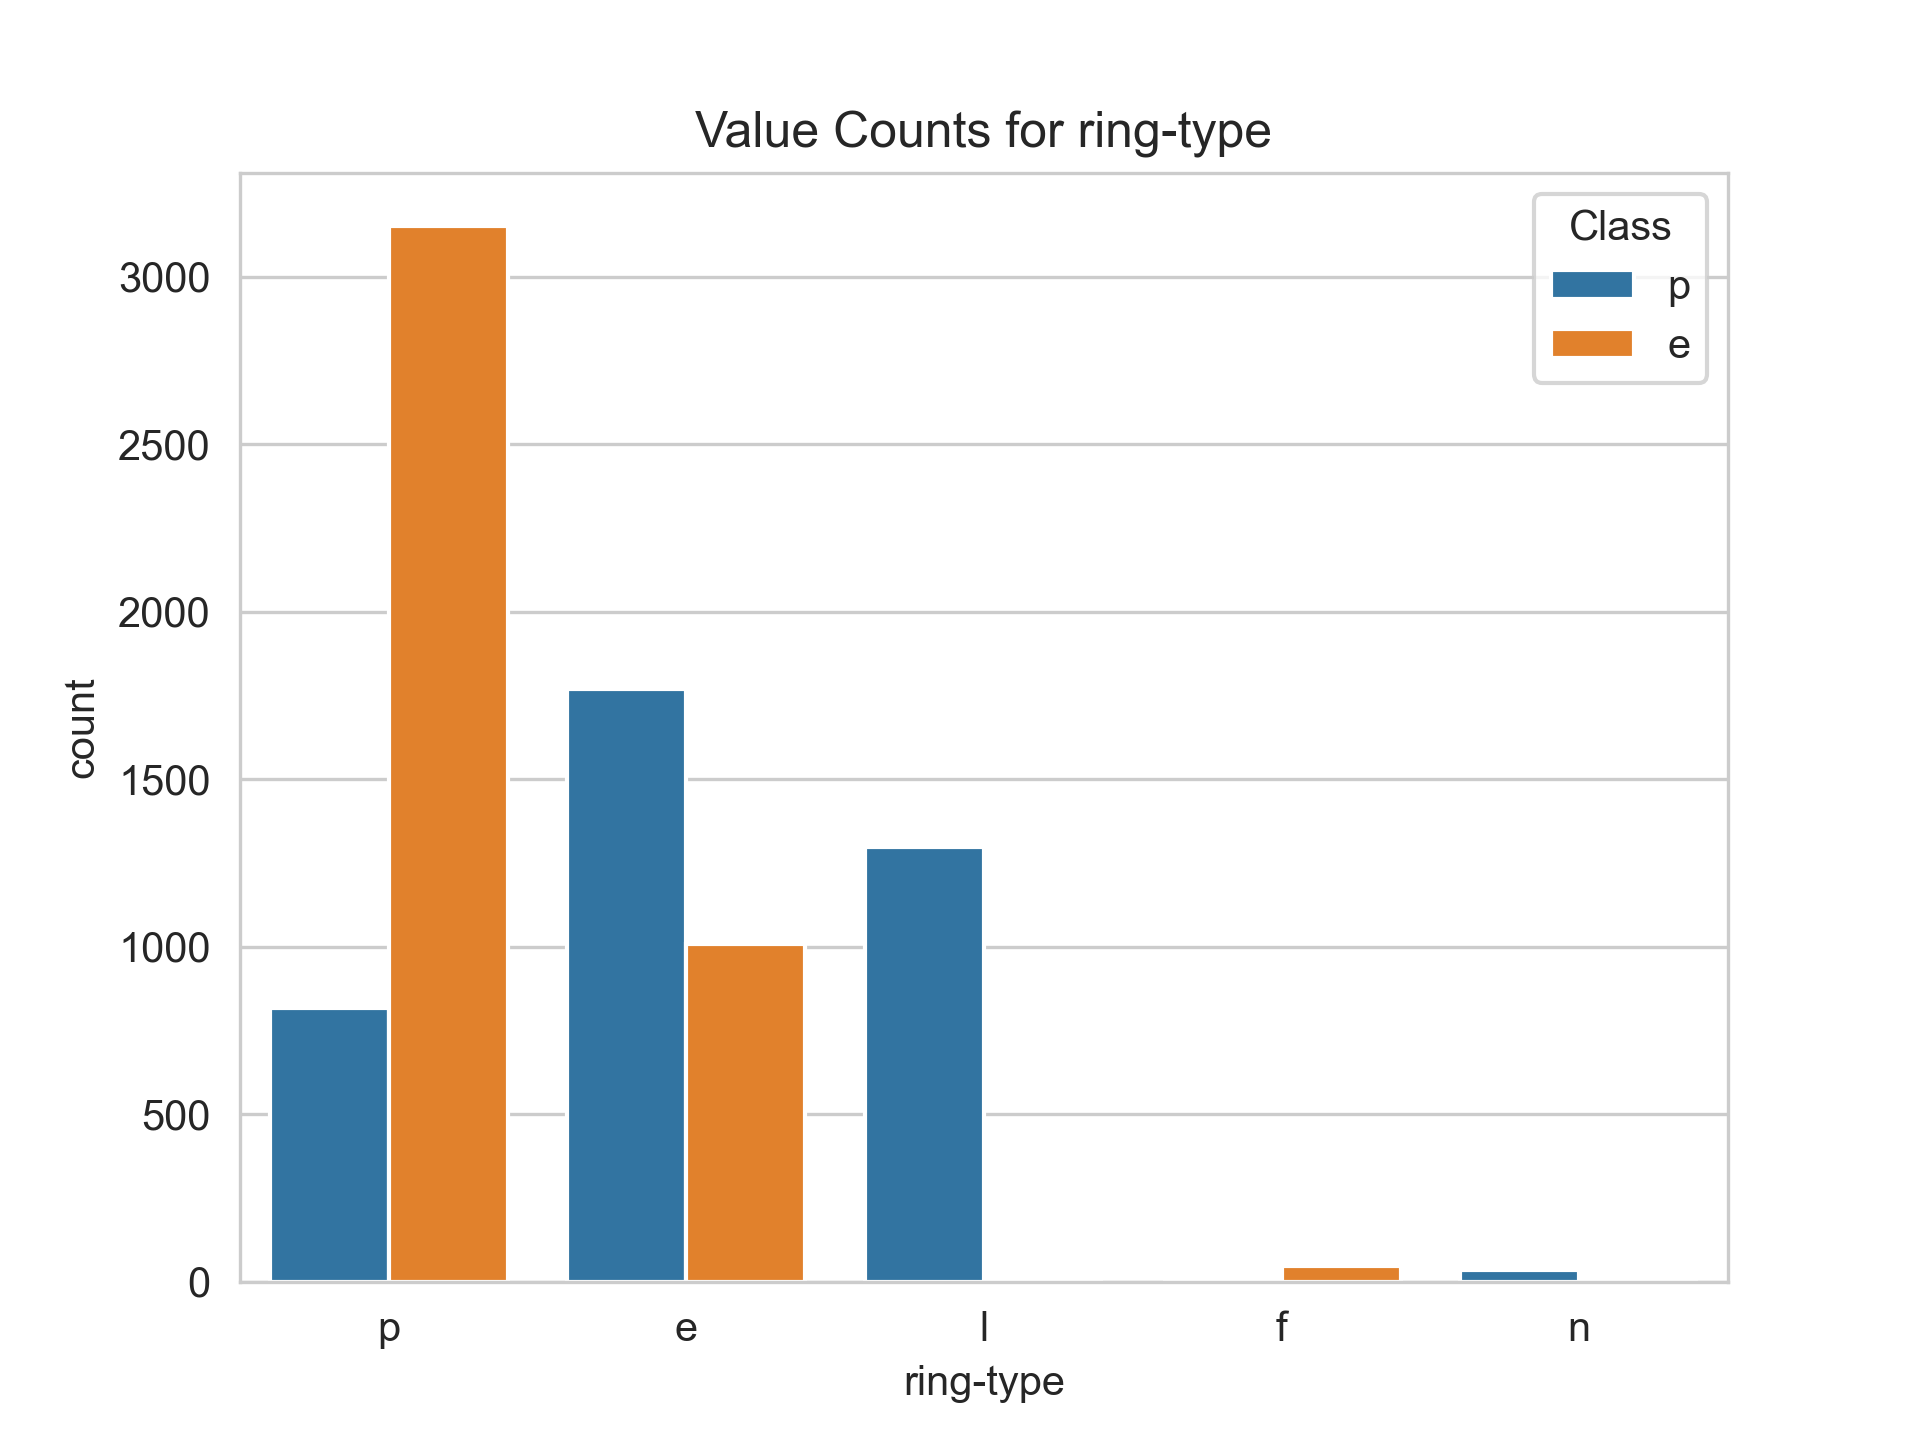 Value Counts for ring-type
Class
p
e
3000
2500
2000
1500
1000
500
0
count
p e l f n
ring-type